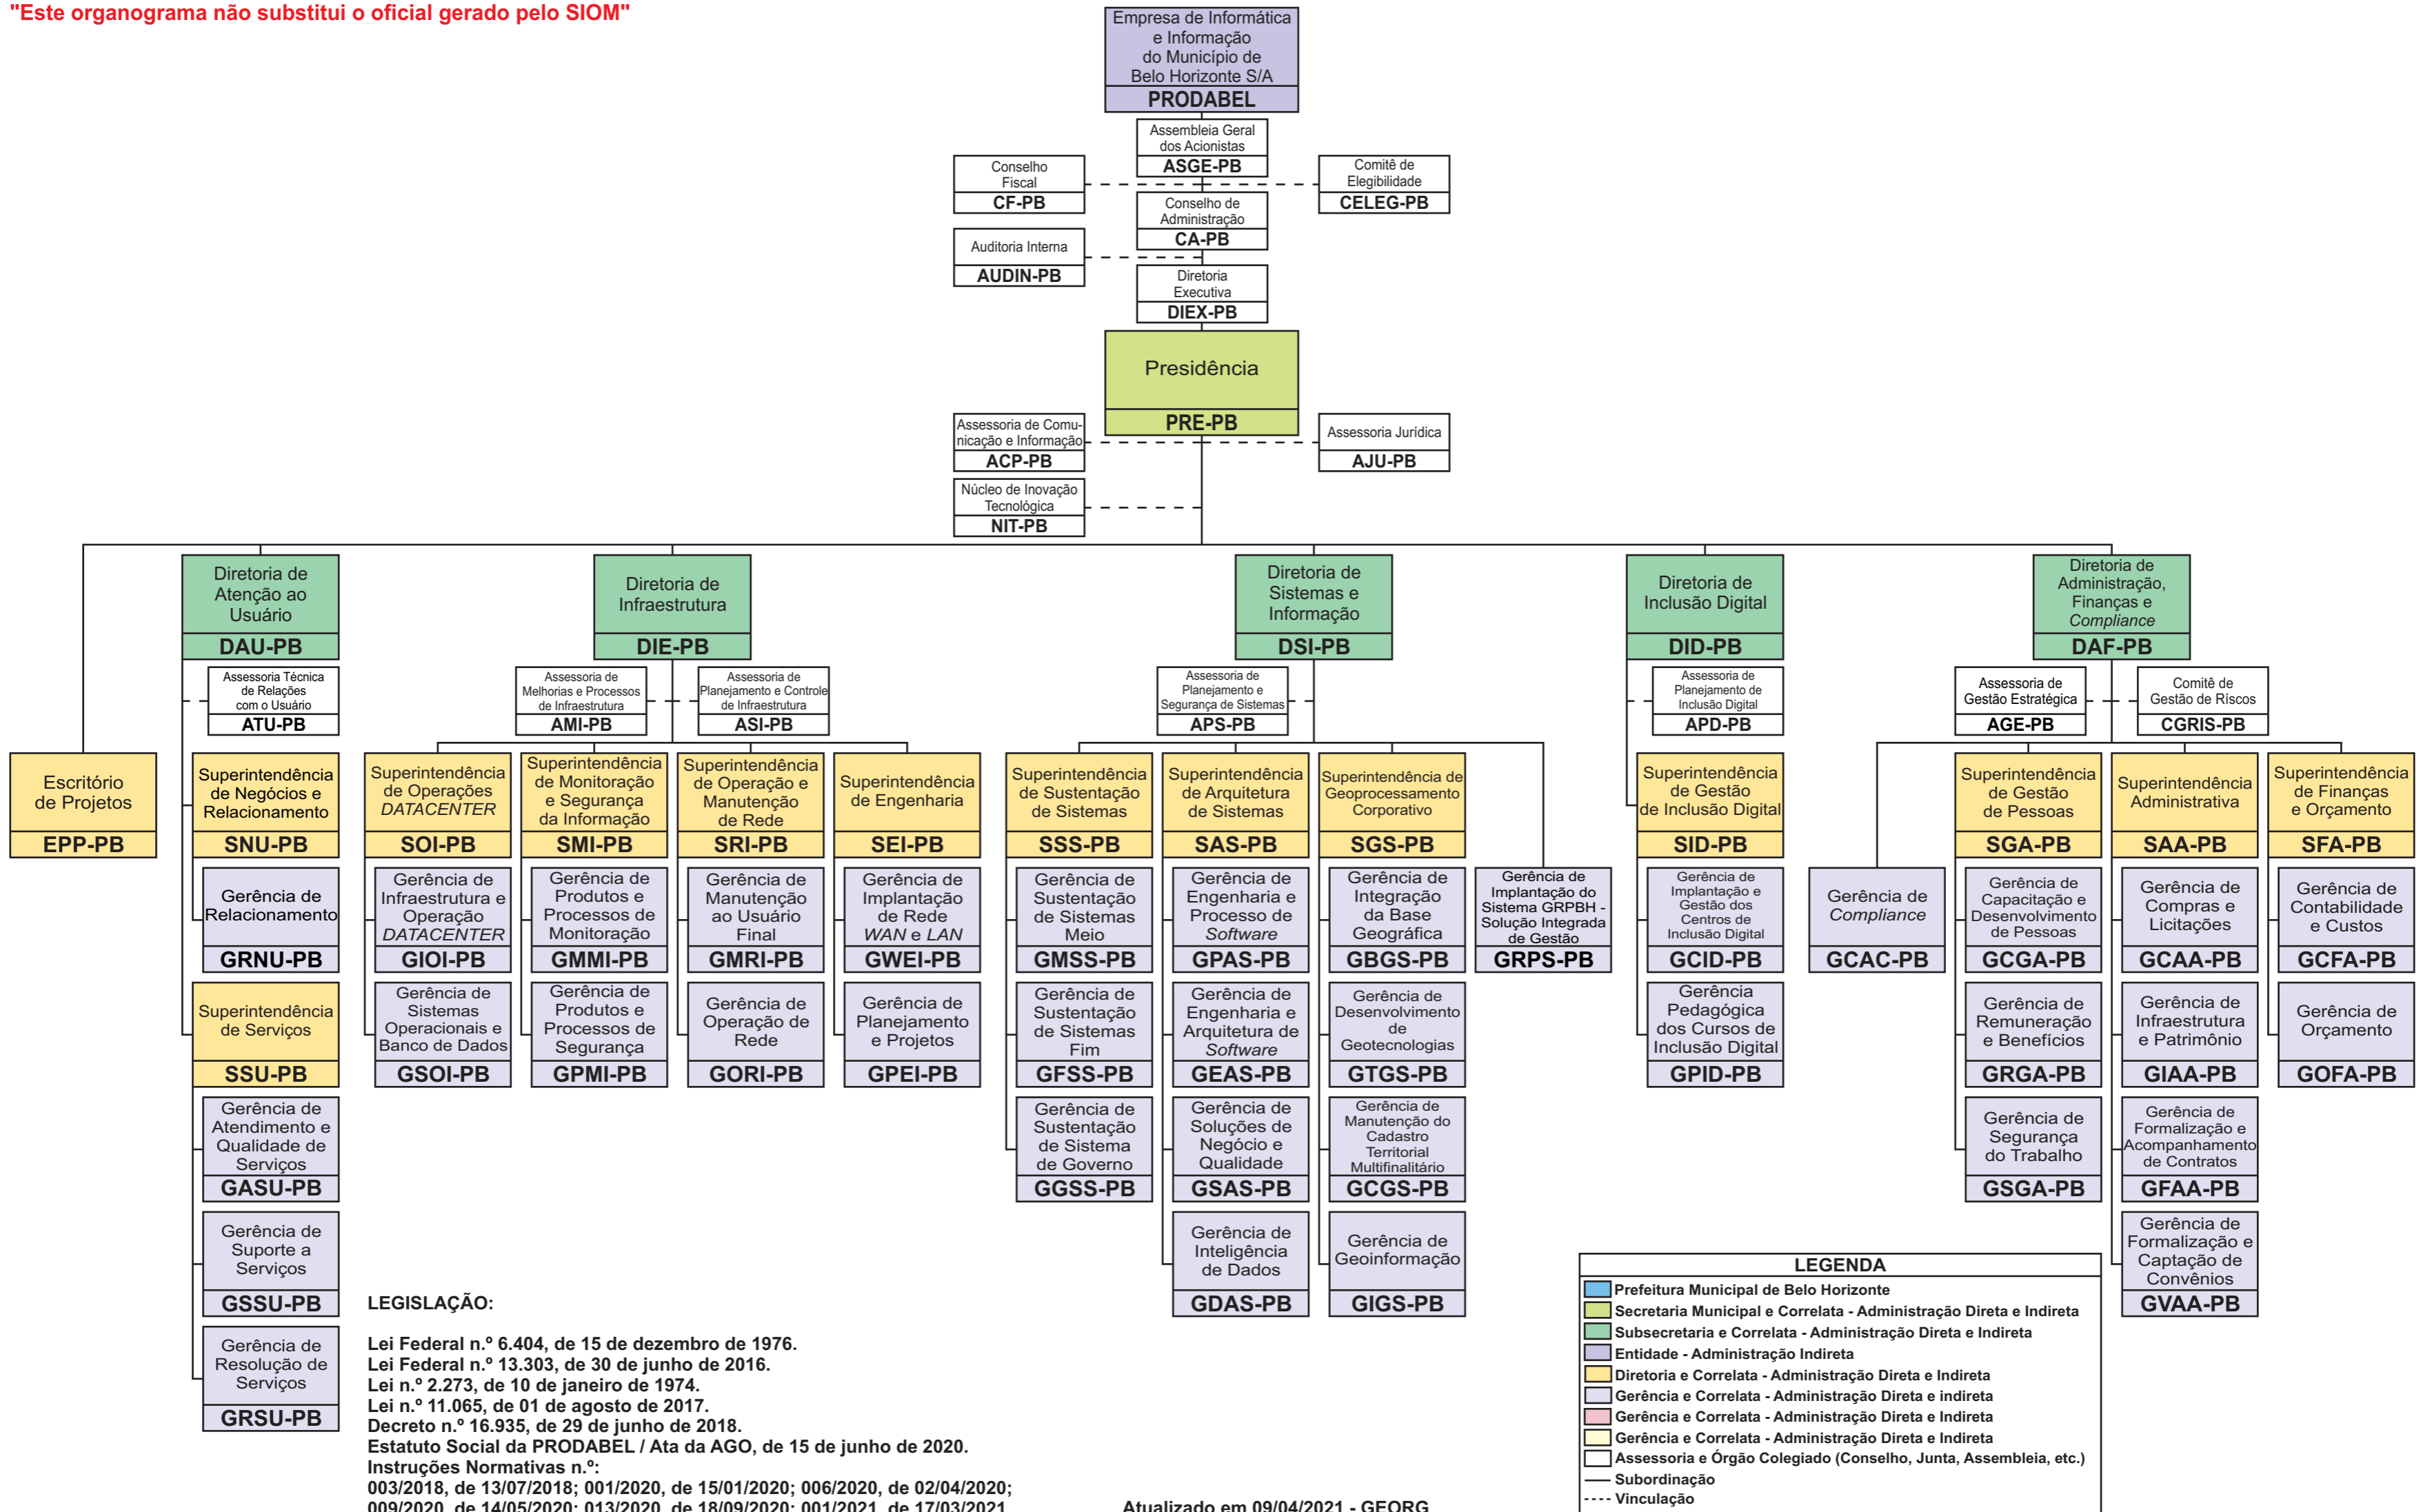 "Este organograma não substitui o oficial gerado pelo SIOM"
Empresa de Informática
e Informação
do Município de
Belo Horizonte S/A
PRODABEL
Assembleia Geral
dos Acionistas
ASGE-PB
Conselho
Fiscal
CF-PB
Comitê de
Elegibilidade
CELEG-PB
Conselho de
Administração
CA-PB
Auditoria Interna
AUDIN-PB
Diretoria
Executiva
DIEX-PB
Presidência
PRE-PB
Assessoria de Comu-
nicação e Informação
ACP-PB
Assessoria Jurídica
AJU-PB
Núcleo de Inovação
Tecnológica
NIT-PB
Diretoria de
Atenção ao
Usuário
DAU-PB
Diretoria de
Infraestrutura
DIE-PB
Diretoria de
Sistemas e
Informação
DSI-PB
Diretoria de
Inclusão Digital
DID-PB
Diretoria de
Administração,
Finanças e
Compliance
DAF-PB
Assessoria Técnica
de Relações
com o Usuário
ATU-PB
Assessoria de
Melhorias e Processos
de Infraestrutura
AMI-PB
Assessoria de
Planejamento e Controle
de Infraestrutura
ASI-PB
Assessoria de
Planejamento e
Segurança de Sistemas
APS-PB
Assessoria de
Planejamento de
Inclusão Digital
APD-PB
Assessoria de
Gestão Estratégica
AGE-PB
Comitê de
Gestão de Ríscos
CGRIS-PB
Escritório
de Projetos
EPP-PB
Superintendência
de Negócios e
Relacionamento
SNU-PB
Superintendência
de Operações
DATACENTER
SOI-PB
Superintendência
de Monitoração
e Segurança
da Informação
SMI-PB
Superintendência
de Operação e
Manutenção
de Rede
SRI-PB
Superintendência
de Engenharia
SEI-PB
Superintendência
de Sustentação
de Sistemas
SSS-PB
Superintendência
de Arquitetura
de Sistemas
SAS-PB
Superintendência de
Geoprocessamento
Corporativo
SGS-PB
Superintendência
de Gestão
de Inclusão Digital
SID-PB
Superintendência
de Gestão
de Pessoas
SGA-PB
Superintendência
Administrativa
SAA-PB
Superintendência
de Finanças
e Orçamento
SFA-PB
Gerência de
Relacionamento
GRNU-PB
Gerência de
Infraestrutura e
Operação
DATACENTER
GIOI-PB
Gerência de
Produtos e
Processos de
Monitoração
GMMI-PB
Gerência de
Manutenção
ao Usuário
Final
GMRI-PB
Gerência de
Implantação
de Rede
WAN e LAN
GWEI-PB
Gerência de
Sustentação
de Sistemas
Meio
GMSS-PB
Gerência de
Engenharia e
Processo de
Software
GPAS-PB
Gerência de
Integração
da Base
Geográfica
GBGS-PB
Gerência de
Implantação do
Sistema GRPBH -
Solução Integrada
de Gestão
GRPS-PB
Gerência de
Implantação e
Gestão dos
Centros de
Inclusão Digital
GCID-PB
Gerência de
Compliance
GCAC-PB
Gerência de
Capacitação e
Desenvolvimento
de Pessoas
GCGA-PB
Gerência de
Compras e
Licitações
GCAA-PB
Gerência de
Contabilidade
e Custos
GCFA-PB
Superintendência
de Serviços
SSU-PB
Gerência de
Sistemas
Operacionais e
Banco de Dados
GSOI-PB
Gerência de
Produtos e
Processos de
Segurança
GPMI-PB
Gerência de
Operação de
Rede
GORI-PB
Gerência de
Planejamento
e Projetos
GPEI-PB
Gerência de
Sustentação
de Sistemas
Fim
GFSS-PB
Gerência de
Engenharia e
Arquitetura de
Software
GEAS-PB
Gerência de
Desenvolvimento
de
Geotecnologias
GTGS-PB
Gerência
Pedagógica
dos Cursos de
Inclusão Digital
GPID-PB
Gerência de
Remuneração
e Benefícios
GRGA-PB
Gerência de
Infraestrutura
e Patrimônio
GIAA-PB
Gerência de
Orçamento
GOFA-PB
Gerência de
Atendimento e
Qualidade de
Serviços
GASU-PB
Gerência de
Sustentação
de Sistema
de Governo
GGSS-PB
Gerência de
Soluções de
Negócio e
Qualidade
GSAS-PB
Gerência de
Manutenção do
Cadastro
Territorial
Multifinalitário
GCGS-PB
Gerência de
Segurança
do Trabalho
GSGA-PB
Gerência de
Formalização e
Acompanhamento
de Contratos
GFAA-PB
Gerência de
Suporte a
Serviços
GSSU-PB
Gerência de
Inteligência
de Dados
GDAS-PB
Gerência de
Geoinformação
GIGS-PB
Gerência de
Formalização e
Captação de
Convênios
GVAA-PB
Gerência de
Resolução de
Serviços
GRSU-PB
LEGISLAÇÃO:
Lei Federal n.º 6.404, de 15 de dezembro de 1976.
Lei Federal n.º 13.303, de 30 de junho de 2016.
Lei n.º 2.273, de 10 de janeiro de 1974.
Lei n.º 11.065, de 01 de agosto de 2017.
Decreto n.º 16.935, de 29 de junho de 2018.
Estatuto Social da PRODABEL / Ata da AGO, de 15 de junho de 2020.
Instruções Normativas n.º:
003/2018, de 13/07/2018; 001/2020, de 15/01/2020; 006/2020, de 02/04/2020;
009/2020, de 14/05/2020; 013/2020, de 18/09/2020; 001/2021, de 17/03/2021
Atualizado em 09/04/2021 - GEORG
LEGENDA
Prefeitura Municipal de Belo Horizonte
Secretaria Municipal e Correlata - Administração Direta e Indireta
Subsecretaria e Correlata - Administração Direta e Indireta
Entidade - Administração Indireta
Diretoria e Correlata - Administração Direta e Indireta
Gerência e Correlata - Administração Direta e indireta
Gerência e Correlata - Administração Direta e Indireta
Gerência e Correlata - Administração Direta e Indireta
Assessoria e Órgão Colegiado (Conselho, Junta, Assembleia, etc.)
Subordinação
Vinculação